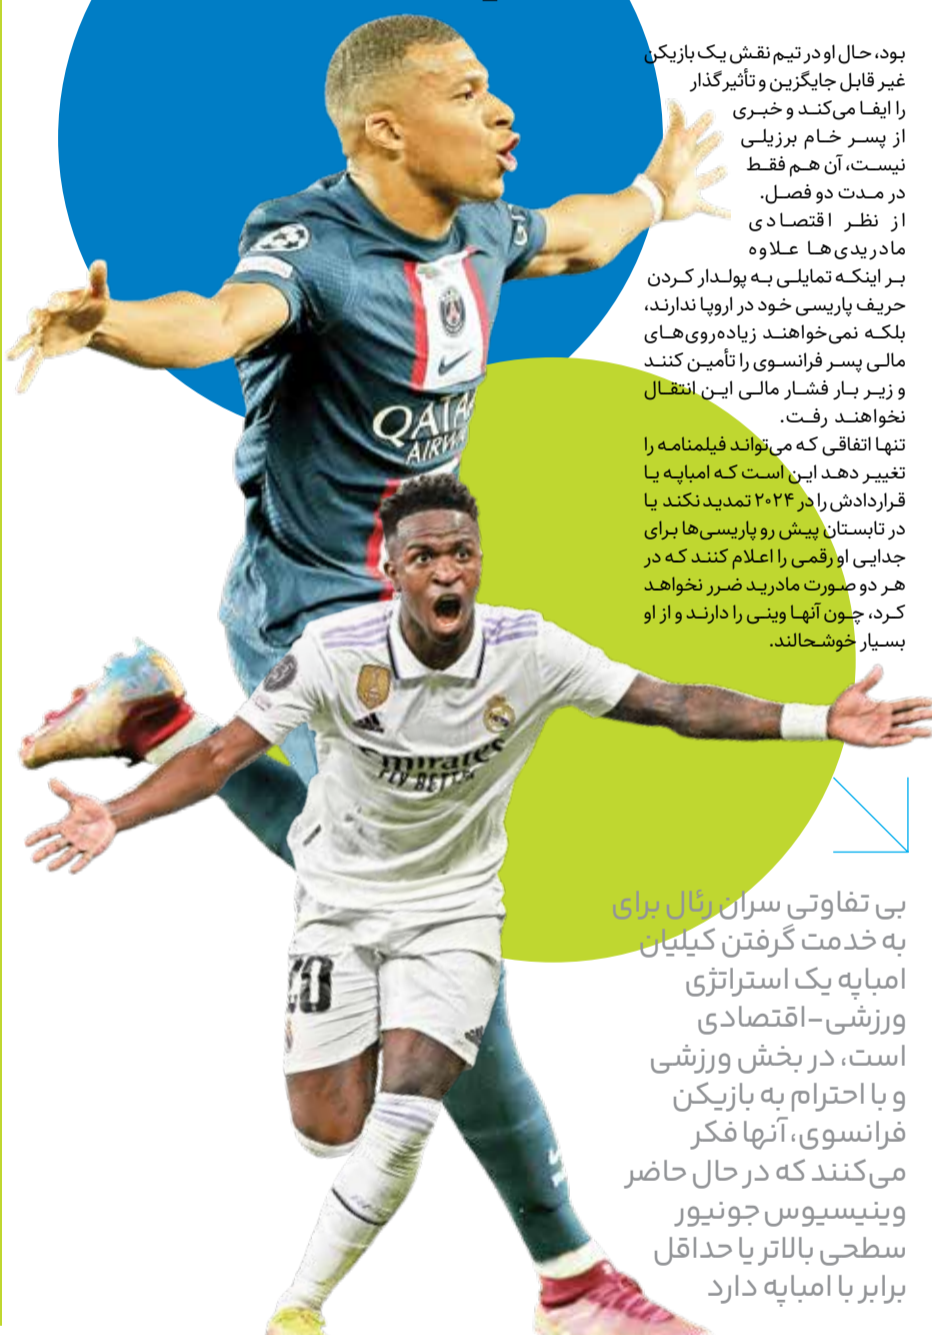 بود، حال او در تیم نقش یک بازیکن
غیر قابل جایگزین و تأثیرگذار
را ایفا می‌کند و خبری
از پسر خام برزیلی
نیست، آن هم فقط
در مدت دو فصل.
از نظر اقتصادی
مادریدی‌ها علاوه
بر اینکه تمایلی به پولدار کردن
حریف پاریسی خود در اروپا ندارند،
بلکه نمی‌خواهند زیاده‌روی‌های
مالی پسر فرانسوی را تأمین کنند
و زیر بار فشار مالی این انتقال
نخواهند رفت.
تنها اتفاقی که می‌تواند فیلمنامه را
تغییر دهد این است که امباپه یا
قراردادش را در ۲۰۲۴ تمدید نکند یا
در تابستان پیش رو پاریسی‌ها برای
جدایی او رقمی را اعلام کنند که در
هر دو صورت مادرید ضرر نخواهد
کرد، چون آنها وینی را دارند و از او
بسیار خوشحالند.
QATAR
AIRW
Emirates
FLY BETTER
20
بی تفاوتی سران رئال برای
به خدمت گرفتن کیلیان
امباپه یک استراتژی
ورزشی-اقتصادی
است، در بخش ورزشی
و با احترام به بازیکن
فرانسوی، آنها فکر
می‌کنند که در حال حاضر
وینیسیوس جونیور
سطحی بالاتر یا حداقل
برابر با امباپه دارد